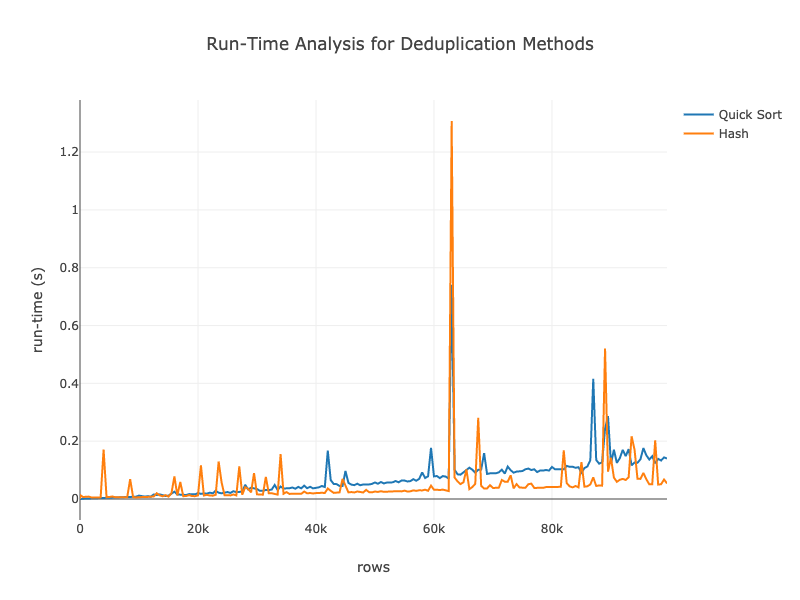 Run-Time Analysis for Deduplication Methods
Quick Sort
Hash
1.2
1
0.8
0.6
0.4
0.2
0
run-time (s)
0
20k
40k
60k
80k
rows